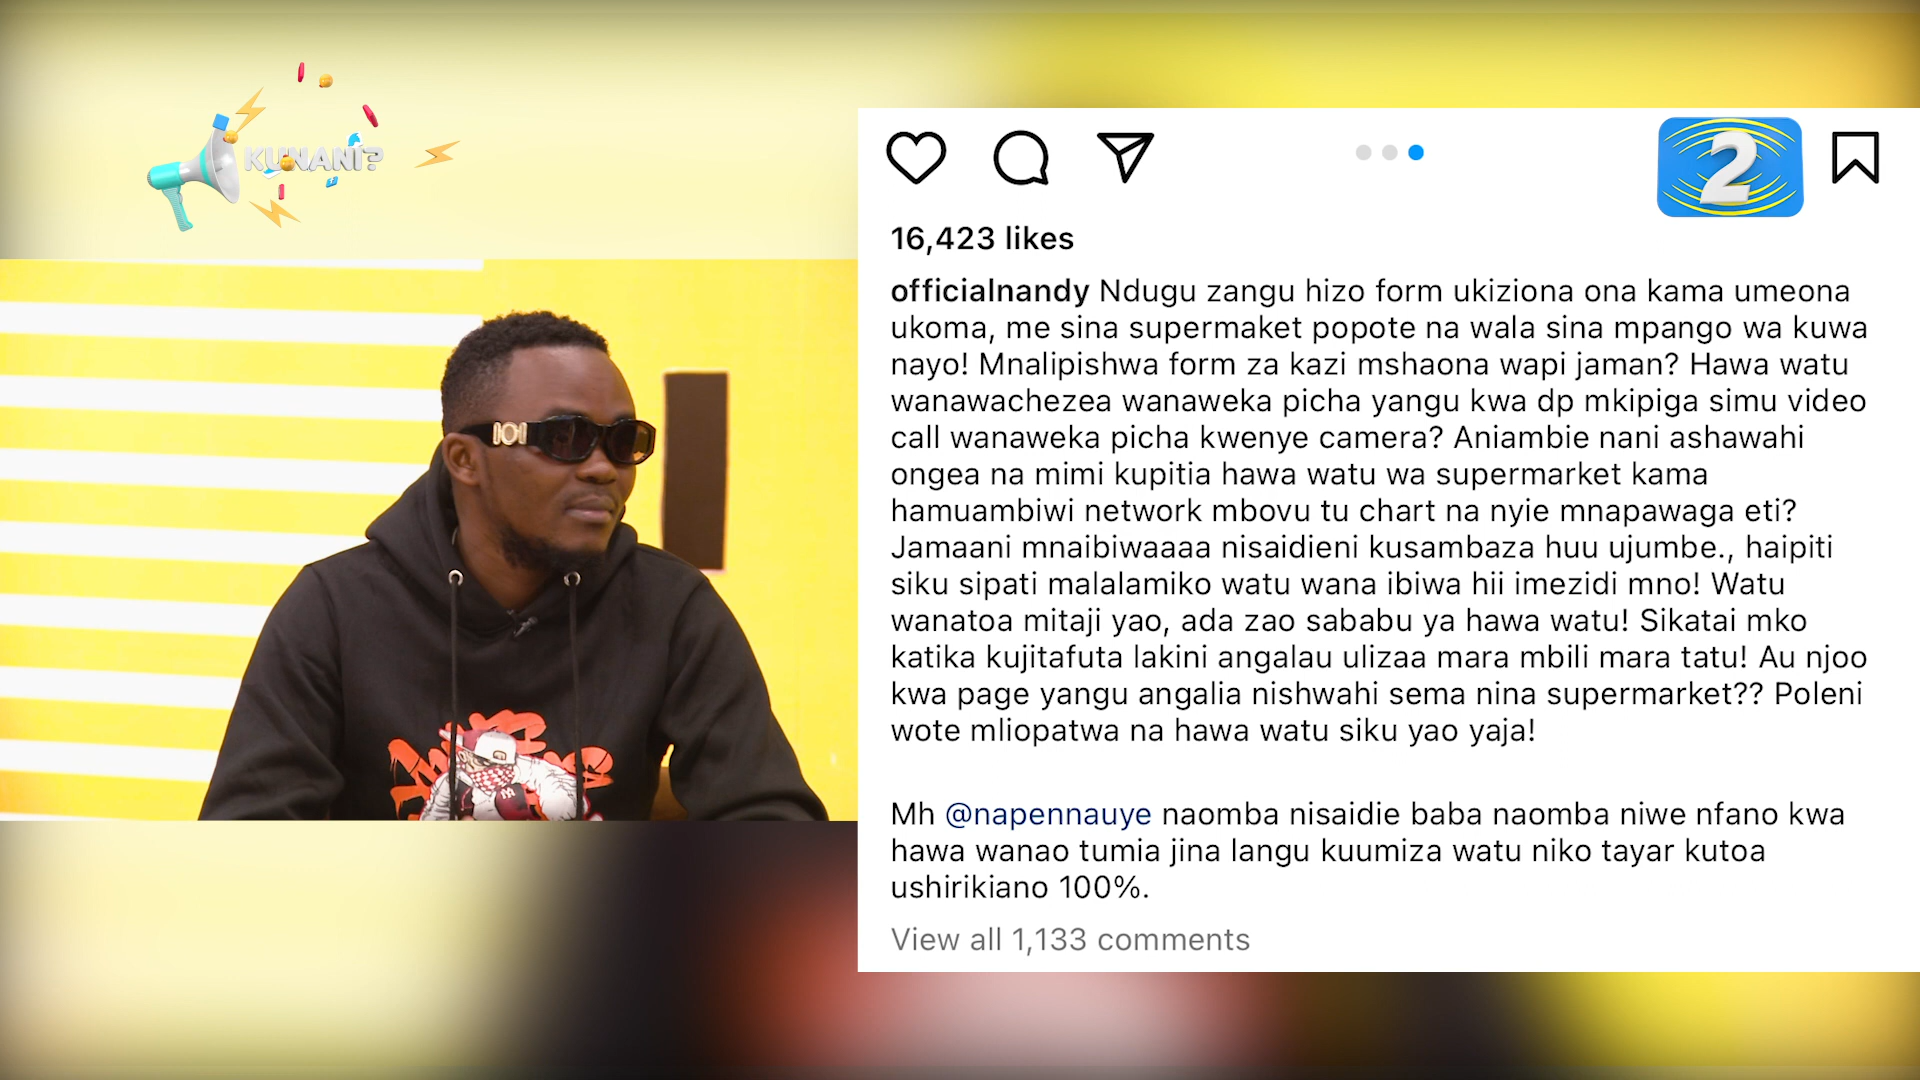 KUNANI?
2
16,423 likes
officialnandy Ndugu zangu hizo form ukiziona ona kama umeona
ukoma, me sina supermaket popote na wala sina mpango wa kuwa
nayo! Mnalipishwa form za kazi mshaona wapi jaman? Hawa watu
wanawachezea wanaweka picha yangu kwa dp mkipiga simu video
call wanaweka picha kwenye camera? Aniambie nani ashawahi
ongea na mimi kupitia hawa watu wa supermarket kama
hamuambiwi network mbovu tu chart na nyie mnapawaga eti?
Jamaani mnaibiwaaaa nisaidieni kusambaza huu ujumbe., haipiti
siku sipati malalamiko watu wana ibiwa hii imezidi mno! Watu
wanatoa mitaji yao, ada zao sababu ya hawa watu! Sikatai mko
katika kujitafuta lakini angalau ulizaa mara mbili mara tatu! Au njoo
kwa page yangu angalia nishwahi sema nina supermarket?? Poleni
wote mliopatwa na hawa watu siku yao yaja!
Mh @napennauye naomba nisaidie baba naomba niwe nfano kwa
hawa wanao tumia jina langu kuumiza watu niko tayar kutoa
ushirikiano 100%.
View all 1,133 comments